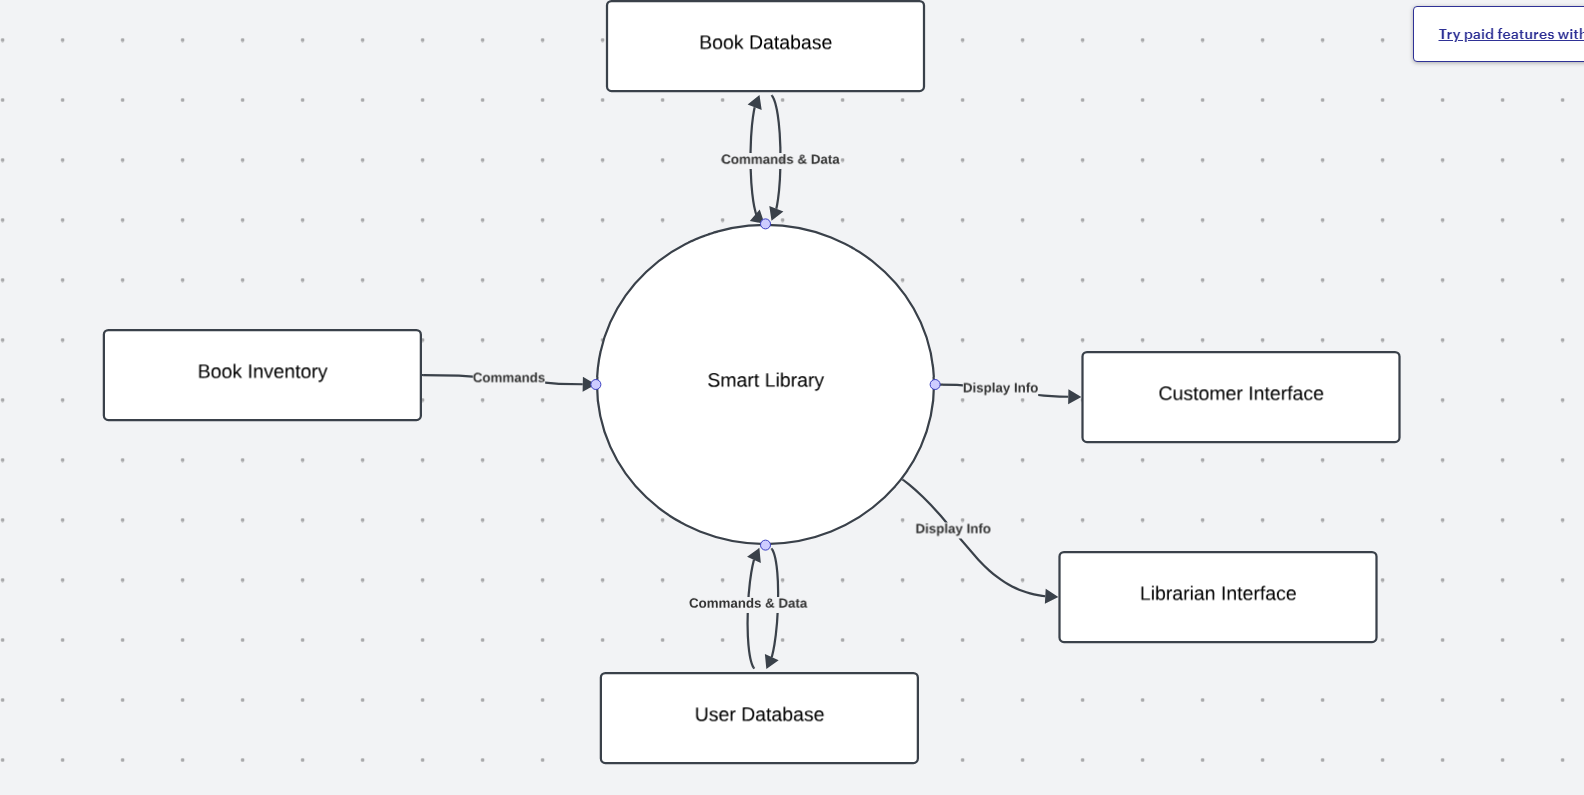 Book Database
Try paid features with
Commands & Data
Book Inventory
Commands
Smart Library
Display Info
Customer Interface
Display Info
Librarian Interface
Commands & Data
User Database